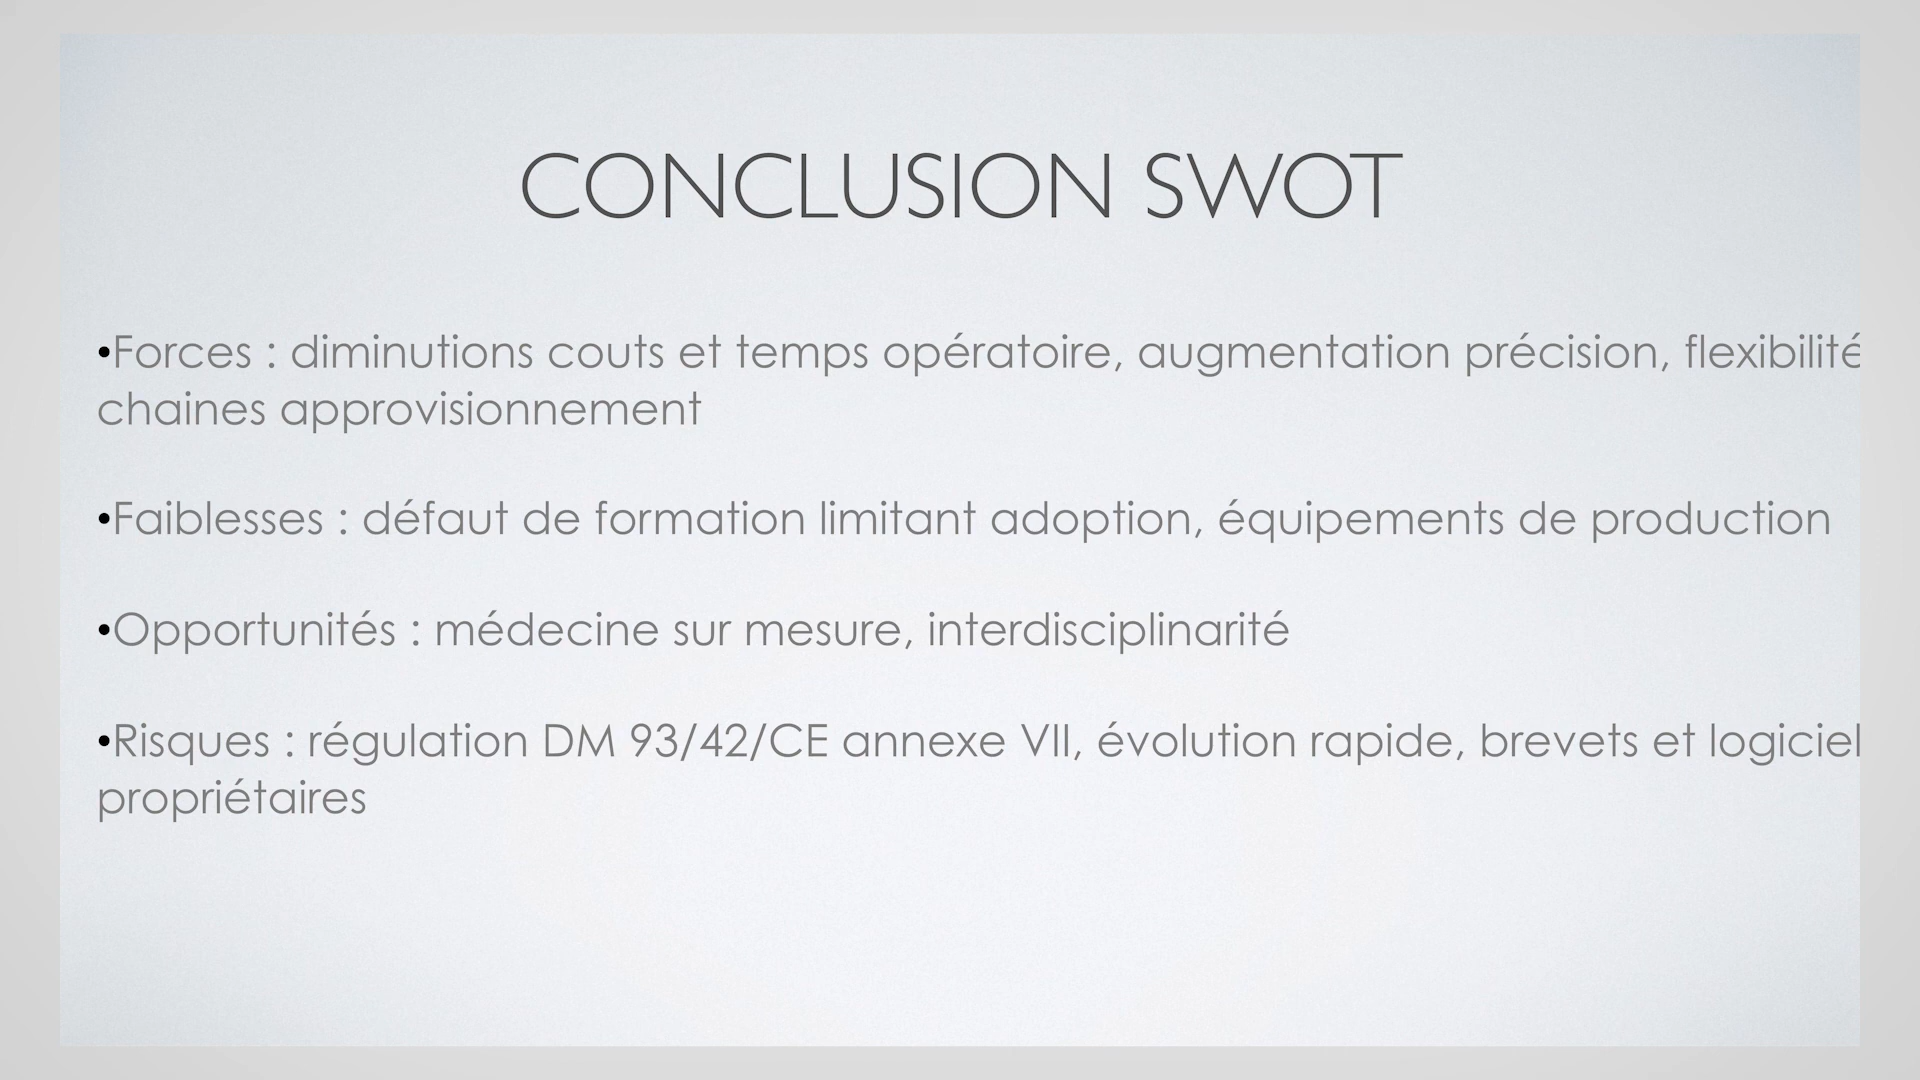 CONCLUSION SWOT
•Forces : diminutions couts et temps opératoire, augmentation précision, flexibilité
chaines approvisionnement
•Faiblesses : défaut de formation limitant adoption, équipements de production
•Opportunités : médecine sur mesure, interdisciplinarité
•Risques : régulation DM 93/42/CE annexe VII, évolution rapide, brevets et logiciel
propriétaires